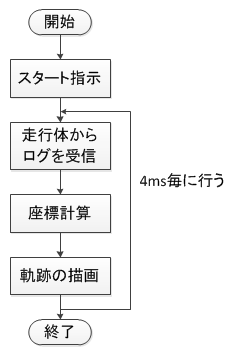 開始
スタート指示
走行体から
ログを受信
4ms毎に行う
座標計算
軌跡の描画
終了